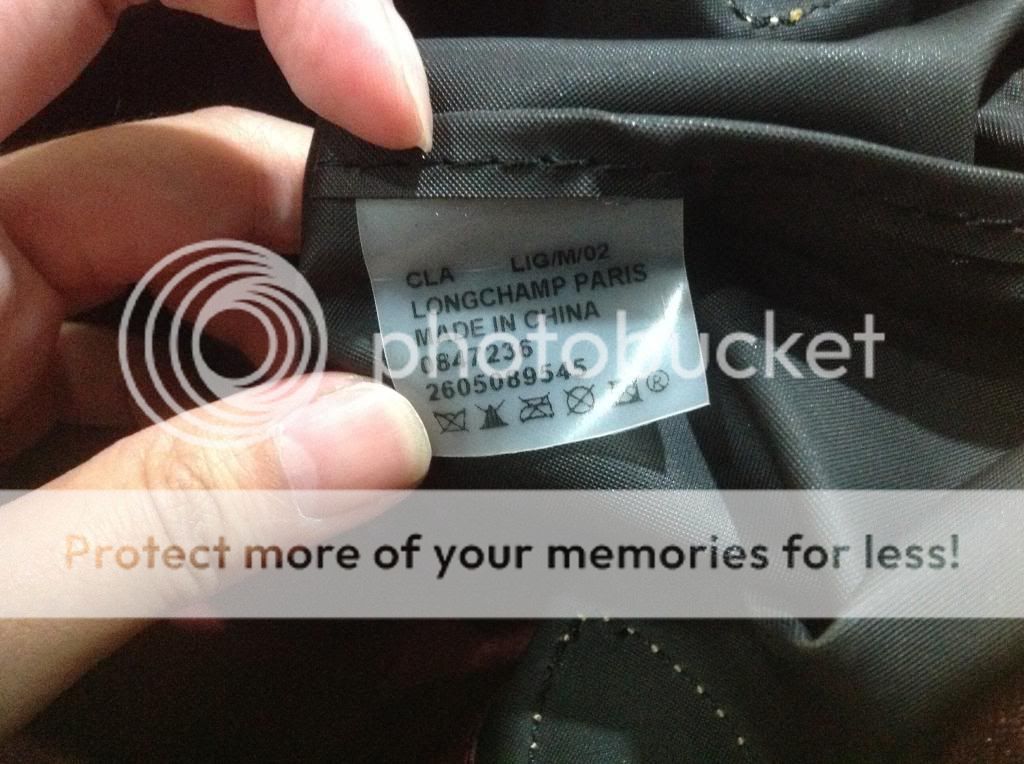 CLA LIG/M/02
LONGCHAMP PARIS
MADE IN CHINA
0847236
2605089545
®
photobucket
Protect more of your memories for less!